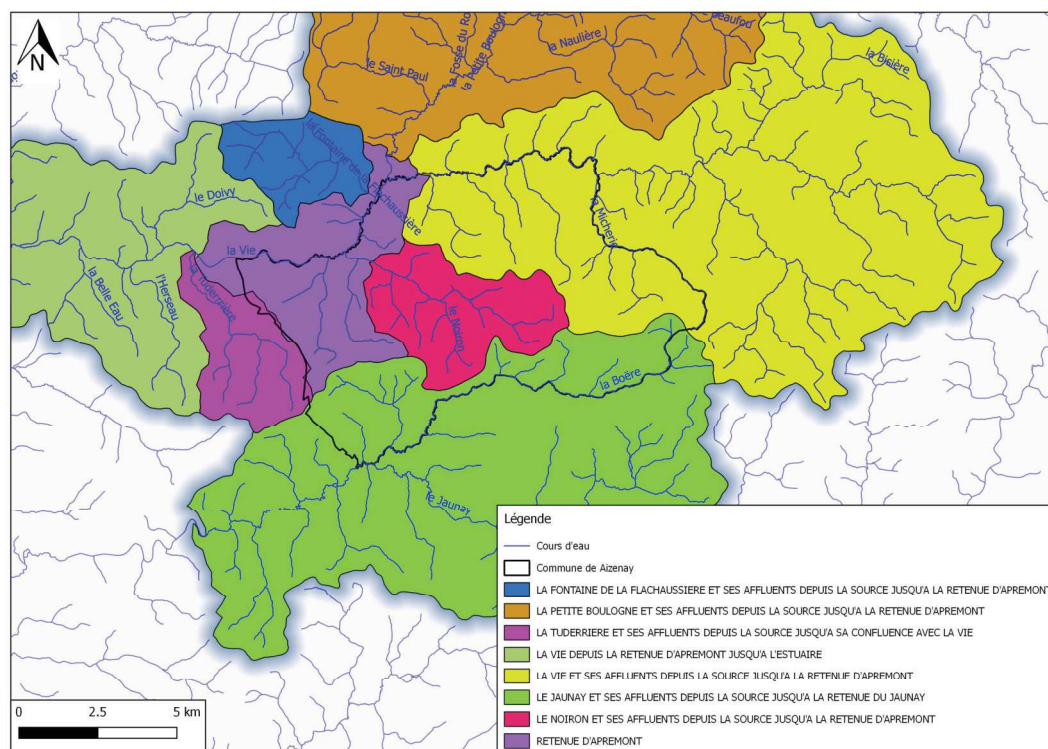 N
la Fosse du Ro
la Petite Boulogn
la Naulière
eaufou
la Bisière
le Saint Paul
la Fontaine de la Flachaussière
le Doivy
la Micherie
la Vie
la Tuderrière
l'Herseau
la Belle Eau
le Noiron
la Boëre
le Jaunay
Légende
Cours d'eau
Commune de Aizenay
LA FONTAINE DE LA FLACHAUSSIERE ET SES AFFLUENTS DEPUIS LA SOURCE JUSQU'A LA RETENUE D'APREMONT
LA PETITE BOULOGNE ET SES AFFLUENTS DEPUIS LA SOURCE JUSQU'A LA RETENUE D'APREMONT
LA TUDERRIERE ET SES AFFLUENTS DEPUIS LA SOURCE JUSQU'A SA CONFLUENCE AVEC LA VIE
LA VIE DEPUIS LA RETENUE D'APREMONT JUSQU'A L'ESTUAIRE
LA VIE ET SES AFFLUENTS DEPUIS LA SOURCE JUSQU'A LA RETENUE D'APREMONT
LE JAUNAY ET SES AFFLUENTS DEPUIS LA SOURCE JUSQU'A LA RETENUE DU JAUNAY
LE NOIRON ET SES AFFLUENTS DEPUIS LA SOURCE JUSQU'A LA RETENUE D'APREMONT
RETENUE D'APREMONT
0 2.5 5 km